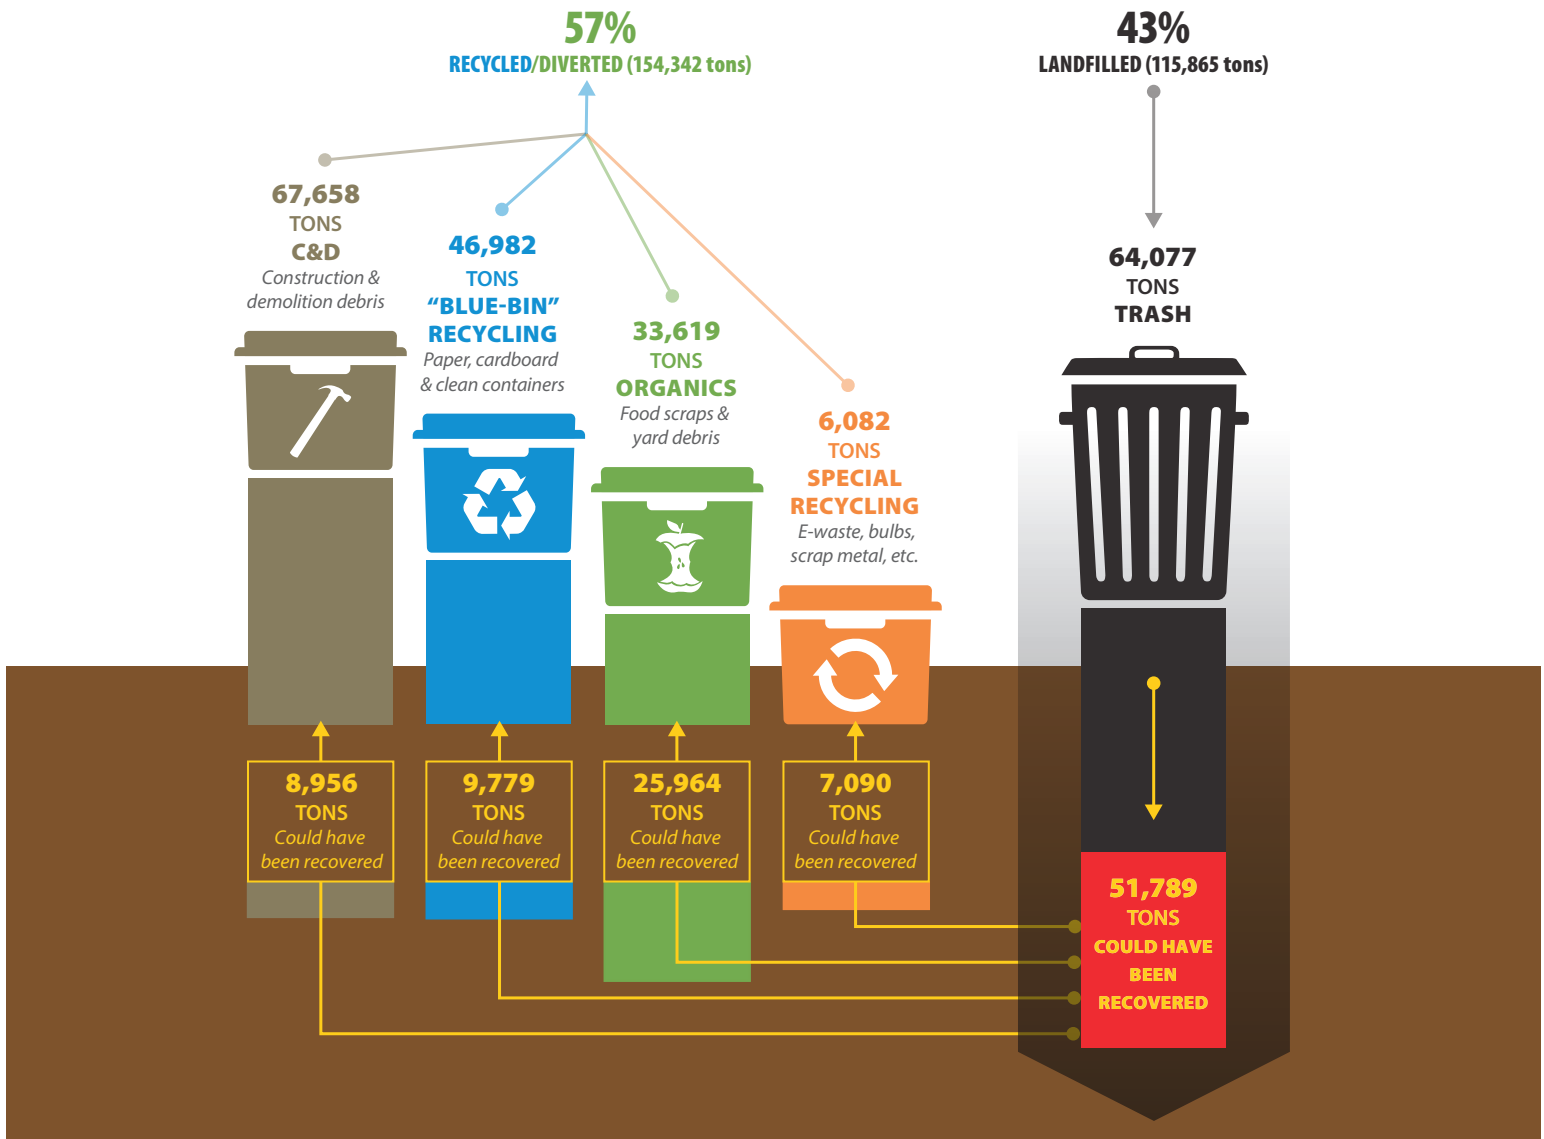 57%
RECYCLED/DIVERTED (154,342 tons)
43%
LANDFILLED (115,865 tons)
67,658
TONS
C&D
Construction &
demolition debris
46,982
TONS
“BLUE-BIN”
RECYCLING
Paper, cardboard
& clean containers
33,619
TONS
ORGANICS
Food scraps &
yard debris
6,082
TONS
SPECIAL
RECYCLING
E-waste, bulbs,
scrap metal, etc.
64,077
TONS
TRASH
8,956
TONS
Could have
been recovered
9,779
TONS
Could have
been recovered
25,964
TONS
Could have
been recovered
7,090
TONS
Could have
been recovered
51,789
TONS
COULD HAVE
BEEN
RECOVERED